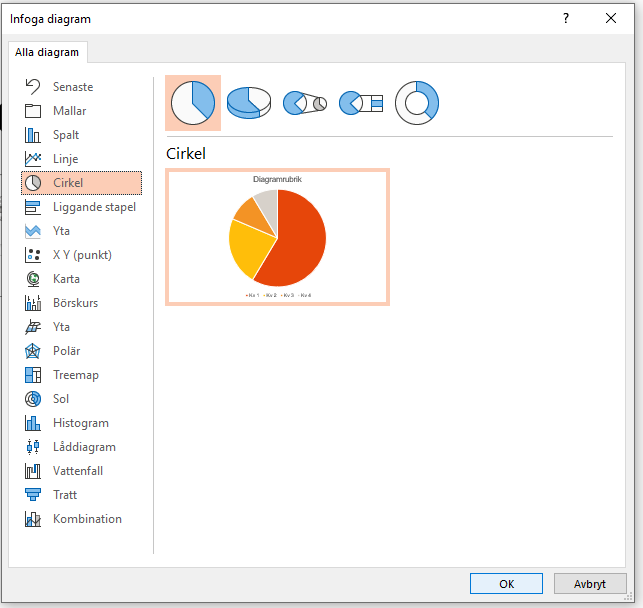 Infoga diagram
?
Alla diagram
Senaste
Mallar
Spalt
Linje
Cirkel
Liggande stapel
Yta
X Y (punkt)
Karta
Börskurs
Yta
Polär
Treemap
Sol
Histogram
Låddiagram
Vattenfall
Tratt
Kombination
Cirkel
Diagramrubrik
Kv 1 Kv 2 Kv 3 Kv 4
OK
Avbryt